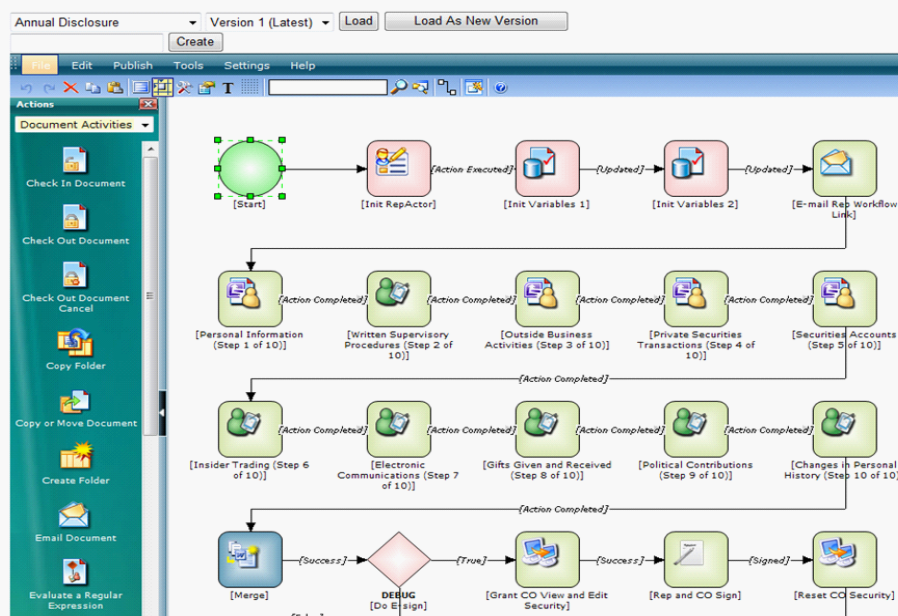 Annual Disclosure
Version 1 (Latest)
Load
Load As New Version
Create
File Edit Publish Tools Settings Help
T
Actions
Document Activities
Check In Document
Check Out Document
Check Out Document
Cancel
Copy Folder
Copy or Move Document
Create Folder
Email Document
Evaluate a Regular
Expression
[Start]
[Init RepActor]
{Action Executed}
[Init Variables 1]
{Updated}
[Init Variables 2]
{Updated}
[E-mail Rep Workflow
Link]
[Personal Information
(Step 1 of 10)]
{Action Completed}
[Written Supervisory
Procedures (Step 2 of
10)]
{Action Completed}
[Outside Business
Activities (Step 3 of 10)]
{Action Completed}
[Private Securities
Transactions (Step 4 of
10)]
{Action Completed}
[Securities Accounts
(Step 5 of 10)]
{Action Completed}
[Insider Trading (Step 6
of 10)]
{Action Completed}
[Electronic
Communications (Step 7
of 10)]
{Action Completed}
[Gifts Given and Received
(Step 8 of 10)]
{Action Completed}
[Political Contributions
(Step 9 of 10)]
{Action Completed}
[Changes in Personal
History (Step 10 of 10)]
{Action Completed}
[Merge]
{Success}
DEBUG
[Do E-sign]
{True}
[Grant CO View and Edit
Security]
{Success}
[Rep and CO Sign]
{Signed}
[Reset CO Security]